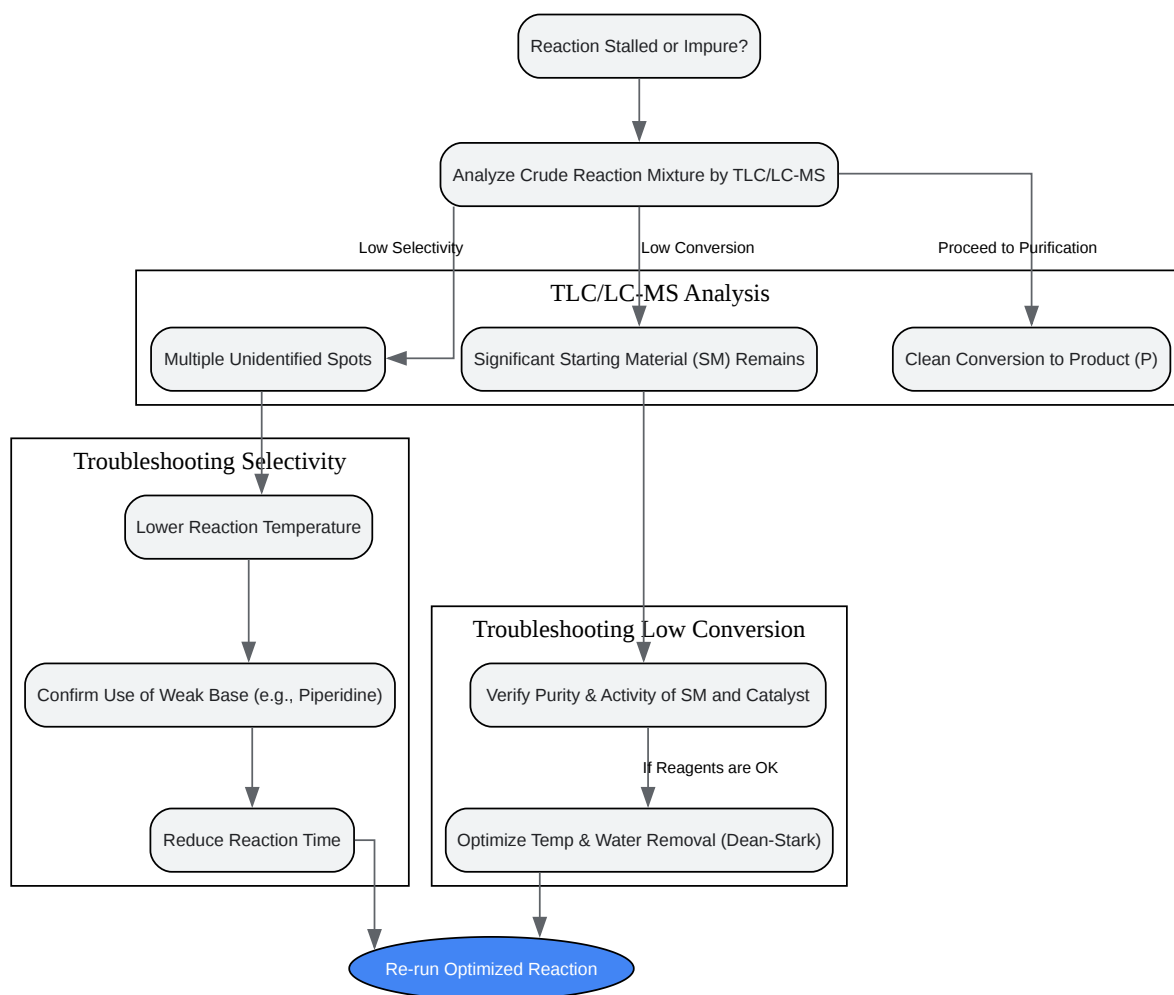 Reaction Stalled or Impure?
Analyze Crude Reaction Mixture by TLC/LC-MS
Low Selectivity
Low Conversion
Proceed to Purification
TLC/LC-MS Analysis
Multiple Unidentified Spots
Significant Starting Material (SM) Remains
Clean Conversion to Product (P)
Troubleshooting Selectivity
Lower Reaction Temperature
Troubleshooting Low Conversion
Confirm Use of Weak Base (e.g., Piperidine)
Verify Purity & Activity of SM and Catalyst
If Reagents are OK
Reduce Reaction Time
Optimize Temp & Water Removal (Dean-Stark)
Re-run Optimized Reaction